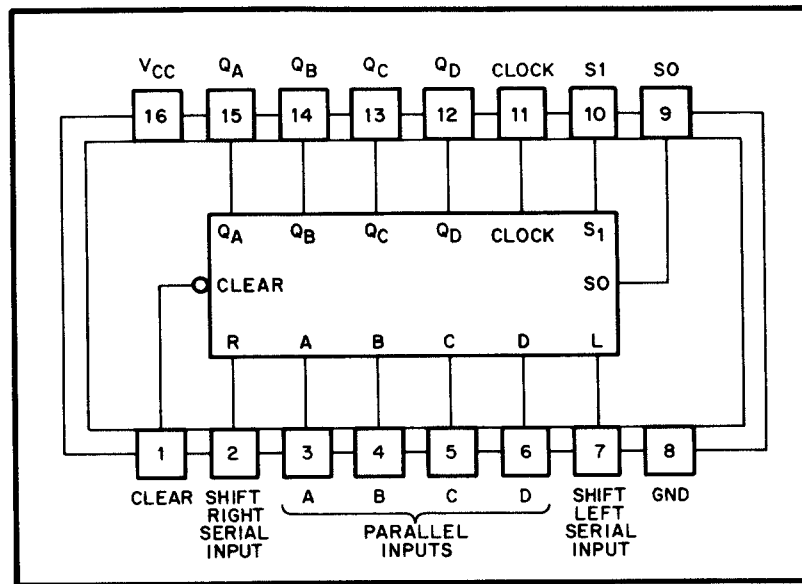 VCC QA QB QC QD CLOCK S1 SO
16 15 14 13 12 11 10 9
QA QB QC QD CLOCK S1
CLEAR SO
R A B C D L
1 2 3 4 5 6 7 8
CLEAR SHIFT RIGHT SERIAL INPUT A B C D SHIFT LEFT SERIAL INPUT GND
PARALLEL INPUTS